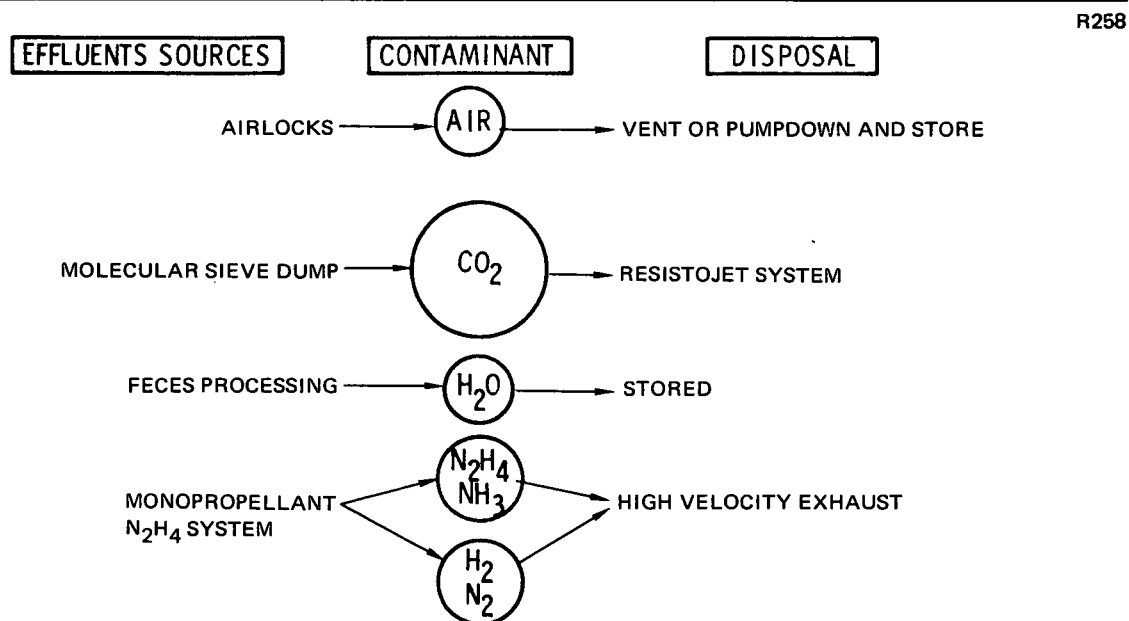 R258
EFFLUENTS SOURCES CONTAMINANT DISPOSAL
AIRLOCKS AIR VENT OR PUMPDOWN AND STORE
MOLECULAR SIEVE DUMP CO2 RESISTOJET SYSTEM
FECES PROCESSING H2O STORED
N2H4
NH3
MONOPROPELLANT HIGH VELOCITY EXHAUST
N2H4 SYSTEM
H2
N2